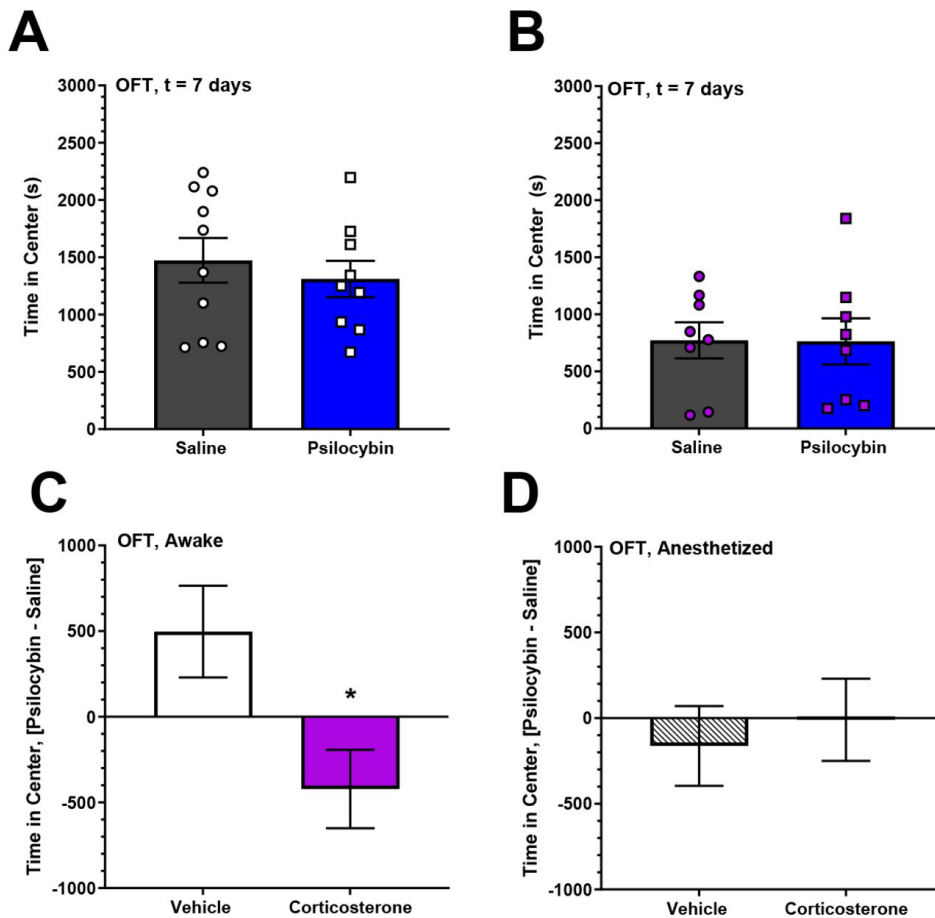 A
OFT, t = 7 days
Time in Center (s)
3000
2500
2000
1500
1000
500
0
Saline
Psilocybin
B
OFT, t = 7 days
Time in Center (s)
3000
2500
2000
1500
1000
500
0
Saline
Psilocybin
C
OFT, Awake
Time in Center, [Psilocybin - Saline]
1000
500
0
-500
-1000
*
Vehicle
Corticosterone
D
OFT, Anesthetized
Time in Center, [Psilocybin - Saline]
1000
500
0
-500
-1000
Vehicle
Corticosterone